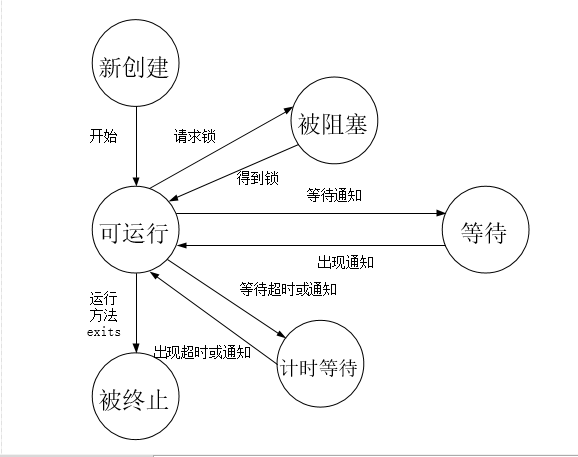 新创建
开始
请求锁
被阻塞
得到锁
等待通知
可运行
等待
出现通知
等待超时或通知
运行
方法
exits
出现超时或通知
计时等待
被终止